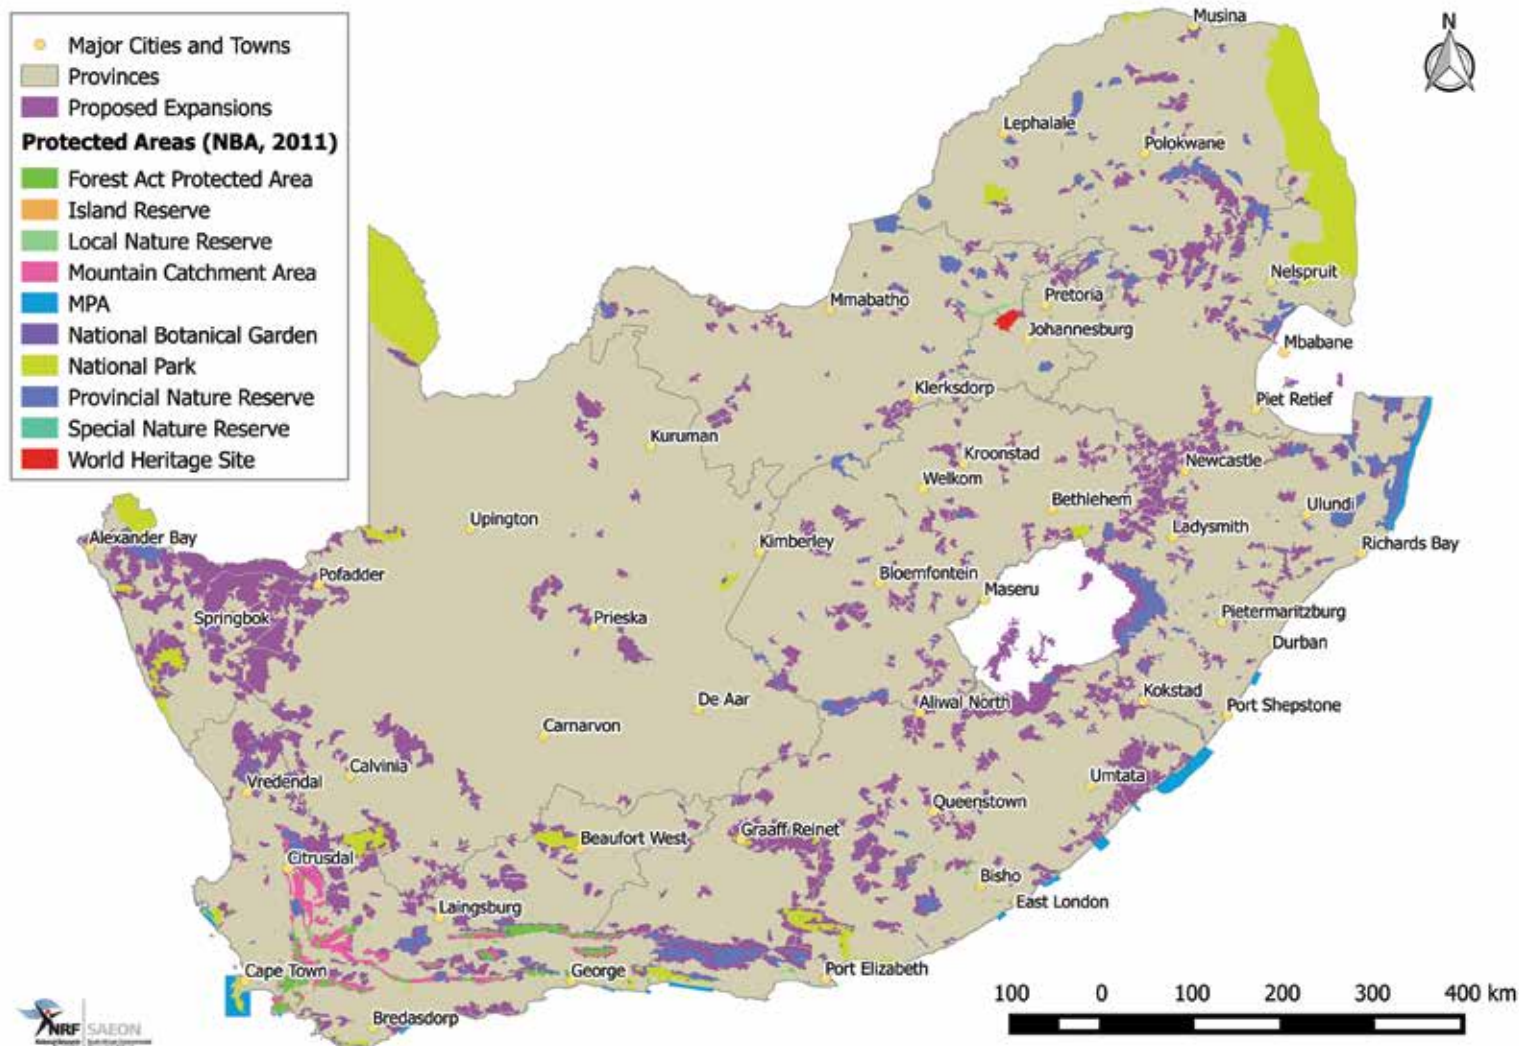 Major Cities and Towns
Provinces
Proposed Expansions
Protected Areas (NBA, 2011)
Forest Act Protected Area
Island Reserve
Local Nature Reserve
Mountain Catchment Area
MPA
National Botanical Garden
National Park
Provincial Nature Reserve
Special Nature Reserve
World Heritage Site
N
Musina
Lephalale
Polokwane
Nelspruit
Mmabatho
Pretoria
Johannesburg
Mbabane
Klerksdorp
Piet Retief
Kuruman
Kroonstad
Newcastle
Welkom
Bethlehem
Ulundi
Upington
Ladysmith
Alexander Bay
Kimberley
Richards Bay
Pofadder
Bloemfontein
Maseru
Springbok
Prieska
Pietermaritzburg
Durban
De Aar
Aliwal North
Kokstad
Port Shepstone
Carnarvon
Calvinia
Vredendal
Umtata
Queenstown
Graaff Reinet
Beaufort West
Citrusdal
Bisho
Laingsburg
East London
Cape Town
George
Port Elizabeth
Bredasdorp
100 0 100 200 300 400 km
NRF SAEON